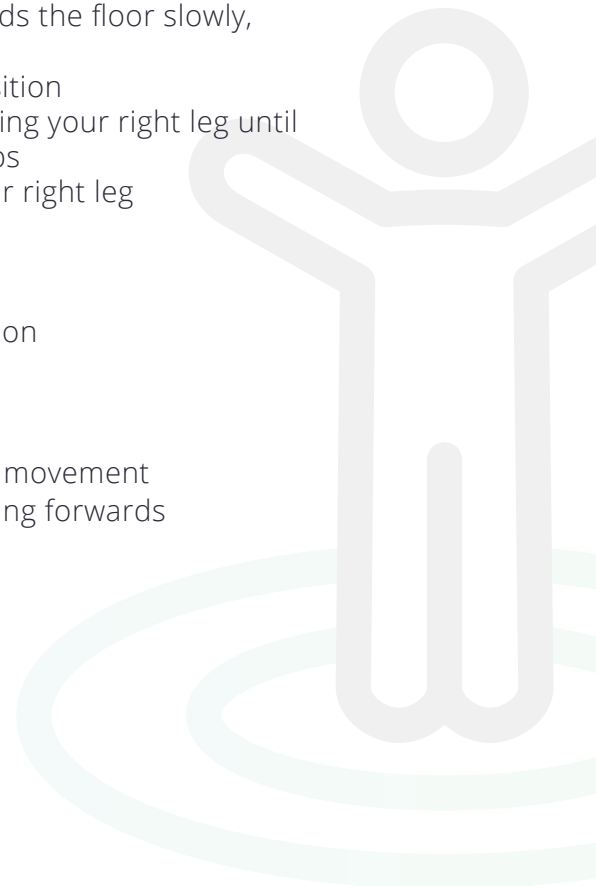 ds the floor slowly,
ition
ing your right leg until
os
r right leg
on
movement
ng forwards